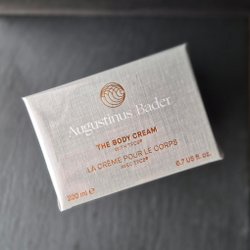 Augustinus Bader
THE BODY CREAM
WITH TFC8®
LA CRÈME POUR LE CORPS
AVEC TFC8®
200 ml e
6.7 US fl. oz.